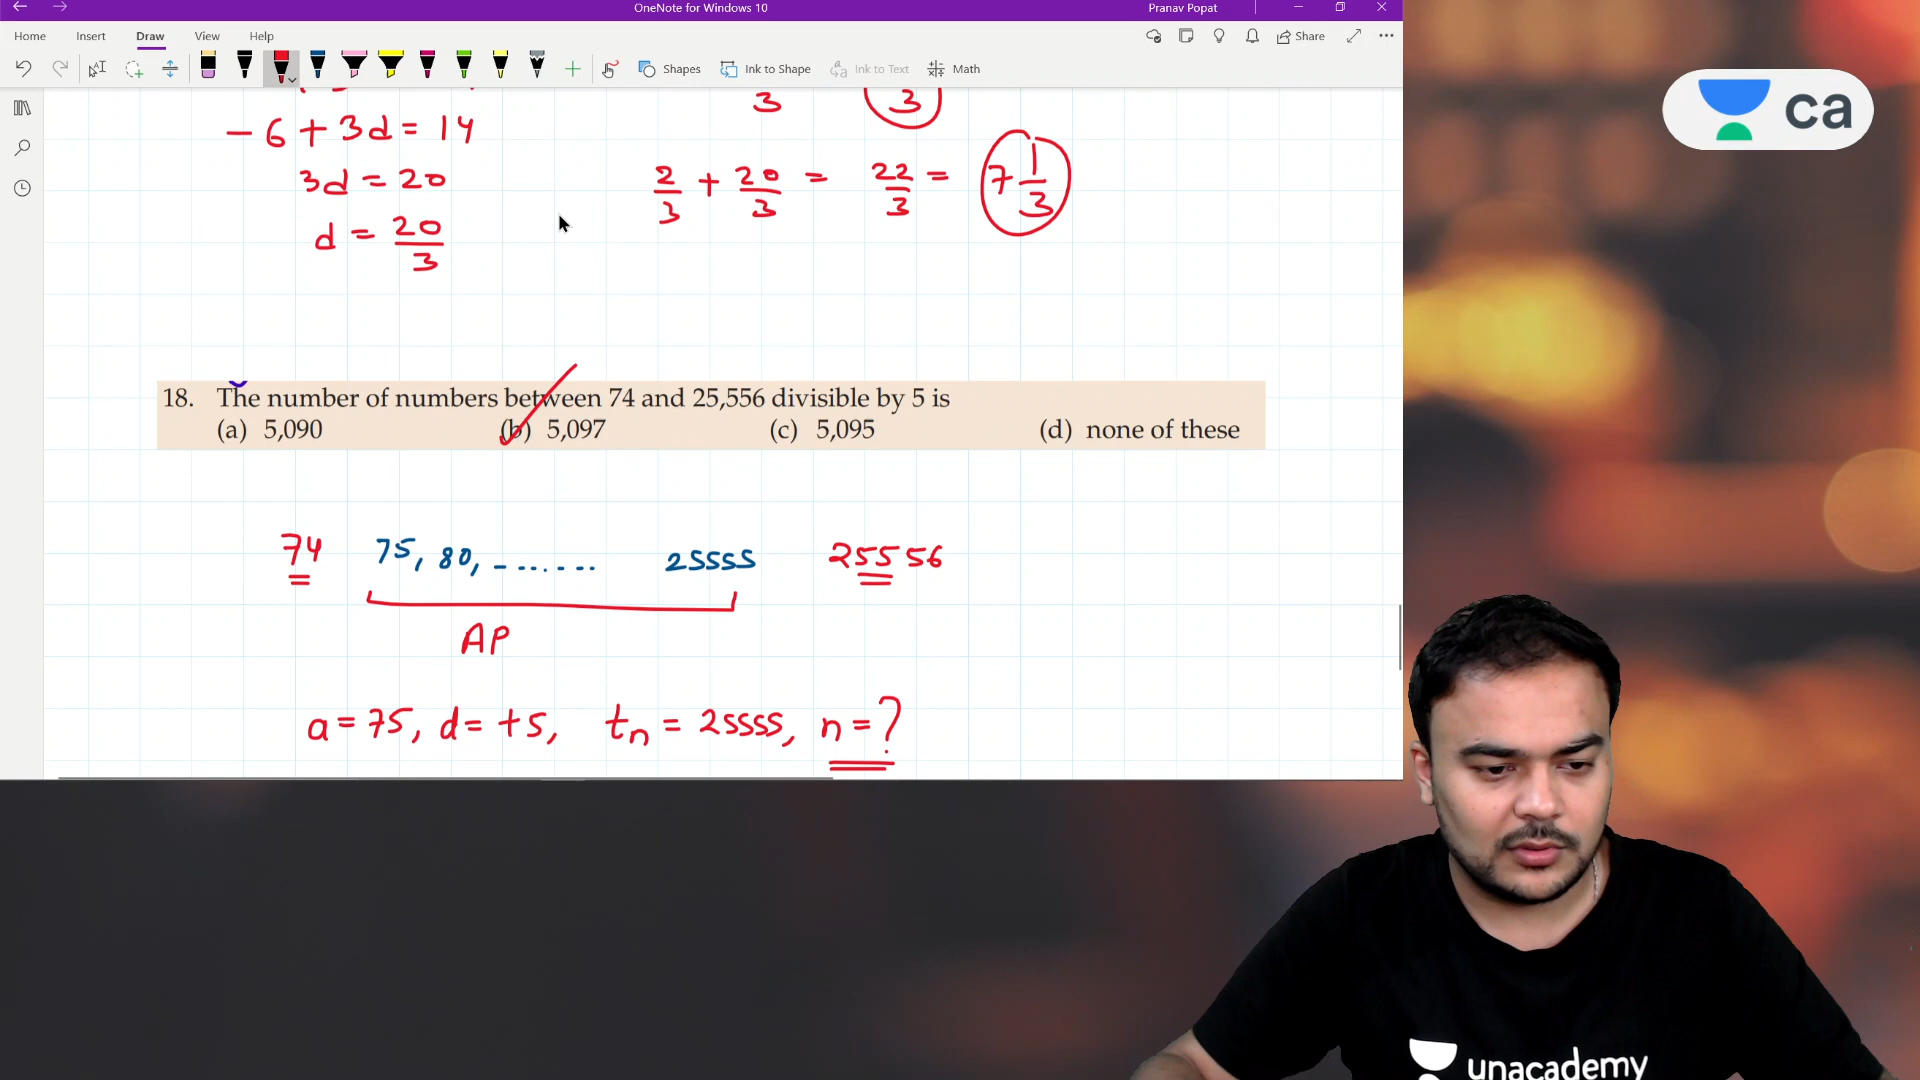 OneNote for Windows 10
Pranav Popat
Home Insert Draw View Help
Share
Shapes Ink to Shape Ink to Text Math
3 3
- 6 + 3d = 14
3d = 20
d = 20/3
2/3 + 20/3 = 22/3 = 7 1/3
18. The number of numbers between 74 and 25,556 divisible by 5 is
(a) 5,090 (b) 5,097 (c) 5,095 (d) none of these
74 75, 80, ------- 25555 25556
AP
a = 75, d = +5, tn = 25555, n = ?
ca
unacademy